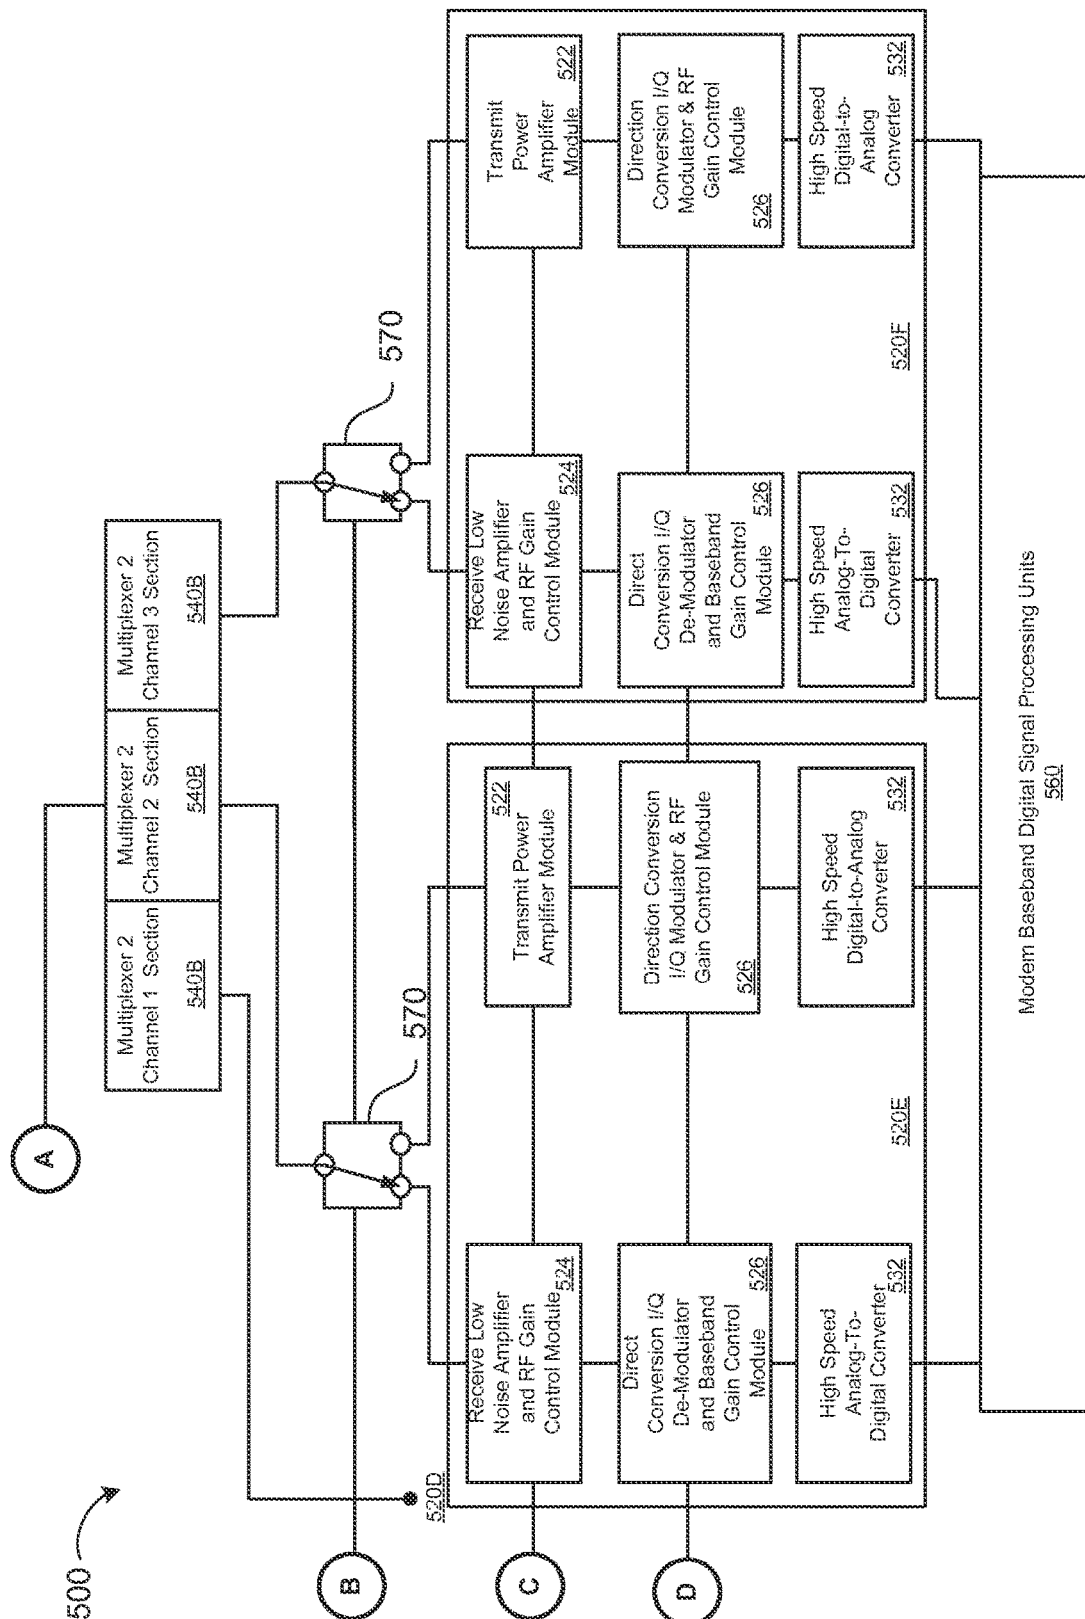 500
A
B
C
D
Multiplexer 2
Channel 1 Section
540B
Multiplexer 2
Channel 2 Section
540B
Multiplexer 2
Channel 3 Section
540B
570
570
520D
Receive Low
Noise Amplifier
and RF Gain
Control Module
524
Transmit Power
Amplifier Module
522
Direct
Conversion I/Q
De-Modulator
and Baseband
Gain Control
Module
526
Direction Conversion
I/Q Modulator & RF
Gain Control Module
526
High Speed
Analog-To-
Digital Converter
532
High Speed
Digital-to-Analog
Converter
532
520E
Receive Low
Noise Amplifier
and RF Gain
Control Module
524
Transmit
Power
Amplifier
Module
522
Direct
Conversion I/Q
De-Modulator
and Baseband
Gain Control
Module
526
Direction
Conversion I/Q
Modulator & RF
Gain Control
Module
526
High Speed
Analog-To-
Digital
Converter
532
High Speed
Digital-to-
Analog
Converter
532
520F
Modem Baseband Digital Signal Processing Units
560